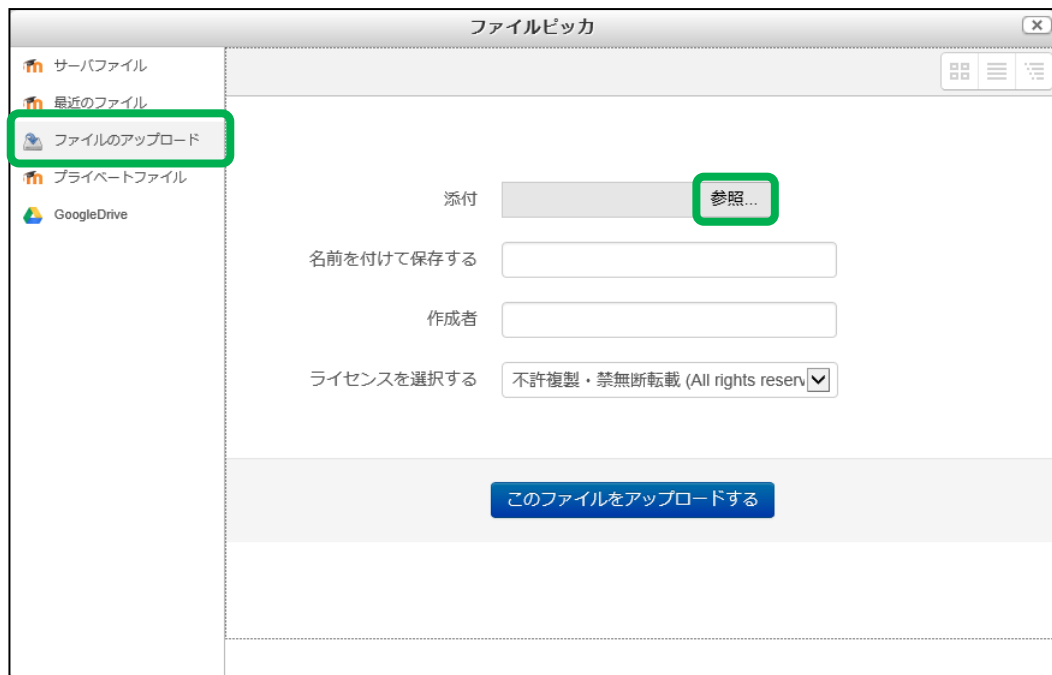 ファイルピッカ
サーバファイル
最近のファイル
ファイルのアップロード
プライベートファイル
GoogleDrive
添付
参照...
名前を付けて保存する
作成者
ライセンスを選択する
不許複製・禁無断転載 (All rights reserv
このファイルをアップロードする